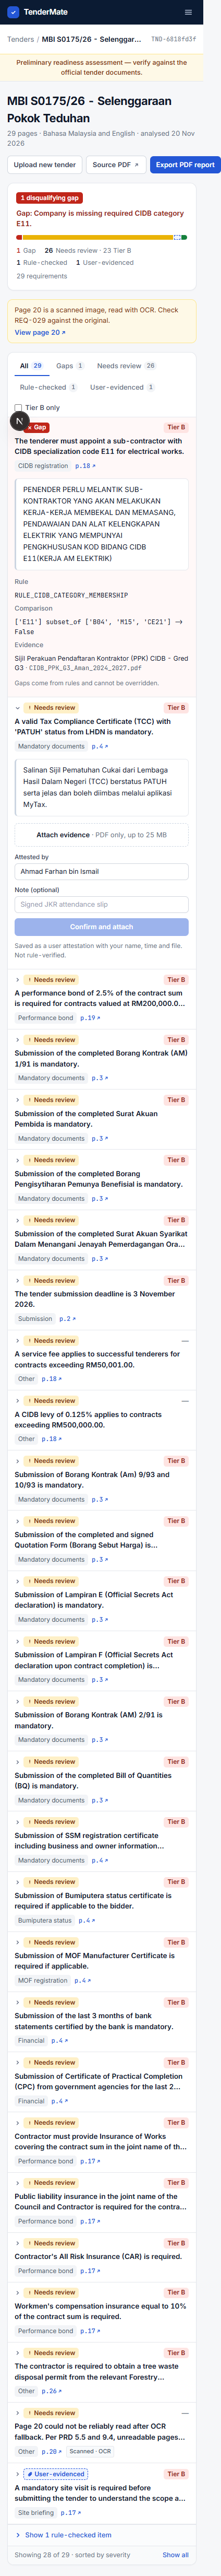 TenderMate
Tenders / MBI S0175/26 - Selenggar... TND-6818fd3f
Preliminary readiness assessment — verify against the
official tender documents.
MBI S0175/26 - Selenggaraan
Pokok Teduhan
29 pages · Bahasa Malaysia and English · analysed 20 Nov
2026
Upload new tender
Source PDF ↗
Export PDF report
1 disqualifying gap
Gap: Company is missing required CIDB category
E11.
1 Gap 26 Needs review · 23 Tier B
1 Rule-checked 1 User-evidenced
29 requirements
Page 20 is a scanned image, read with OCR. Check
REQ-029 against the original.
View page 20 ↗
All 29 Gaps 1 Needs review 26
Rule-checked 1 User-evidenced 1
Tier B only
N
× Gap Tier B
The tenderer must appoint a sub-contractor with
CIDB specialization code E11 for electrical works.
CIDB registration p.18 ↗
PENENDER PERLU MELANTIK SUB-
KONTRAKTOR YANG AKAN MELAKUKAN
KERJA-KERJA MEMBEKAL DAN MEMASANG,
PENDAWAIAN DAN ALAT KELENGKAPAN
ELEKTRIK YANG MEMPUNYAI
PENGKHUSUSAN KOD BIDANG CIDB
E11(KERJA AM ELEKTRIK)
Rule
RULE_CIDB_CATEGORY_MEMBERSHIP
Comparison
['E11'] subset_of ['B04', 'M15', 'CE21'] →
False
Evidence
Sijil Perakuan Pendaftaran Kontraktor (PPK) CIDB - Gred
G3 · CIDB_PPK_G3_Aman_2024_2027.pdf
Gaps come from rules and cannot be overridden.
! Needs review Tier B
A valid Tax Compliance Certificate (TCC) with
'PATUH' status from LHDN is mandatory.
Mandatory documents p.4 ↗
Salinan Sijil Pematuhan Cukai dari Lembaga
Hasil Dalam Negeri (TCC) berstatus PATUH
serta jelas dan boleh diimbas melalui aplikasi
MyTax.
Attach evidence · PDF only, up to 25 MB
Attested by
Ahmad Farhan bin Ismail
Note (optional)
Signed JKR attendance slip
Confirm and attach
Saved as a user attestation with your name, time and file.
Not rule-verified.
! Needs review Tier B
A performance bond of 2.5% of the contract sum
is required for contracts valued at RM200,000.0...
Performance bond p.19 ↗
! Needs review Tier B
Submission of the completed Borang Kontrak (AM)
1/91 is mandatory.
Mandatory documents p.3 ↗
! Needs review Tier B
Submission of the completed Surat Akuan
Pembida is mandatory.
Mandatory documents p.3 ↗
! Needs review Tier B
Submission of the completed Borang
Pengisytiharan Pemunya Benefisial is mandatory.
Mandatory documents p.3 ↗
! Needs review Tier B
Submission of the completed Surat Akuan Syarikat
Dalam Menangani Jenayah Pemerdagangan Ora...
Mandatory documents p.3 ↗
! Needs review Tier B
The tender submission deadline is 3 November
2026.
Submission p.2 ↗
! Needs review —
A service fee applies to successful tenderers for
contracts exceeding RM50,001.00.
Other p.18 ↗
! Needs review —
A CIDB levy of 0.125% applies to contracts
exceeding RM500,000.00.
Other p.18 ↗
! Needs review Tier B
Submission of Borang Kontrak (Am) 9/93 and
10/93 is mandatory.
Mandatory documents p.3 ↗
! Needs review Tier B
Submission of the completed and signed
Quotation Form (Borang Sebut Harga) is...
Mandatory documents p.3 ↗
! Needs review Tier B
Submission of Lampiran E (Official Secrets Act
declaration) is mandatory.
Mandatory documents p.3 ↗
! Needs review Tier B
Submission of Lampiran F (Official Secrets Act
declaration upon contract completion) is...
Mandatory documents p.3 ↗
! Needs review Tier B
Submission of Borang Kontrak (AM) 2/91 is
mandatory.
Mandatory documents p.3 ↗
! Needs review Tier B
Submission of the completed Bill of Quantities
(BQ) is mandatory.
Mandatory documents p.3 ↗
! Needs review Tier B
Submission of SSM registration certificate
including business and owner information...
Mandatory documents p.4 ↗
! Needs review Tier B
Submission of Bumiputera status certificate is
required if applicable to the bidder.
Bumiputera status p.4 ↗
! Needs review Tier B
Submission of MOF Manufacturer Certificate is
required if applicable.
MOF registration p.4 ↗
! Needs review Tier B
Submission of the last 3 months of bank
statements certified by the bank is mandatory.
Financial p.4 ↗
! Needs review Tier B
Submission of Certificate of Practical Completion
(CPC) from government agencies for the last 2...
Financial p.4 ↗
! Needs review Tier B
Contractor must provide Insurance of Works
covering the contract sum in the joint name of th...
Performance bond p.17 ↗
! Needs review Tier B
Public liability insurance in the joint name of the
Council and Contractor is required for the contra...
Performance bond p.17 ↗
! Needs review Tier B
Contractor's All Risk Insurance (CAR) is required.
Performance bond p.17 ↗
! Needs review Tier B
Workmen's compensation insurance equal to 10%
of the contract sum is required.
Performance bond p.17 ↗
! Needs review Tier B
The contractor is required to obtain a tree waste
disposal permit from the relevant Forestry...
Other p.26 ↗
! Needs review —
Page 20 could not be reliably read after OCR
fallback. Per PRD 5.5 and 9.4, unreadable pages...
Other p.20 ↗ Scanned · OCR
User-evidenced Tier B
A mandatory site visit is required before
submitting the tender to understand the scope a...
Site briefing p.17 ↗
Show 1 rule-checked item
Showing 28 of 29 · sorted by severity Show all